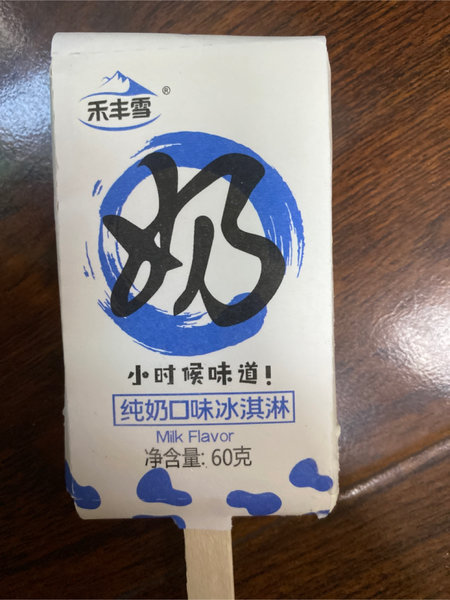 禾丰雪®
奶
小时候味道！
纯奶口味冰淇淋
Milk Flavor
净含量: 60克